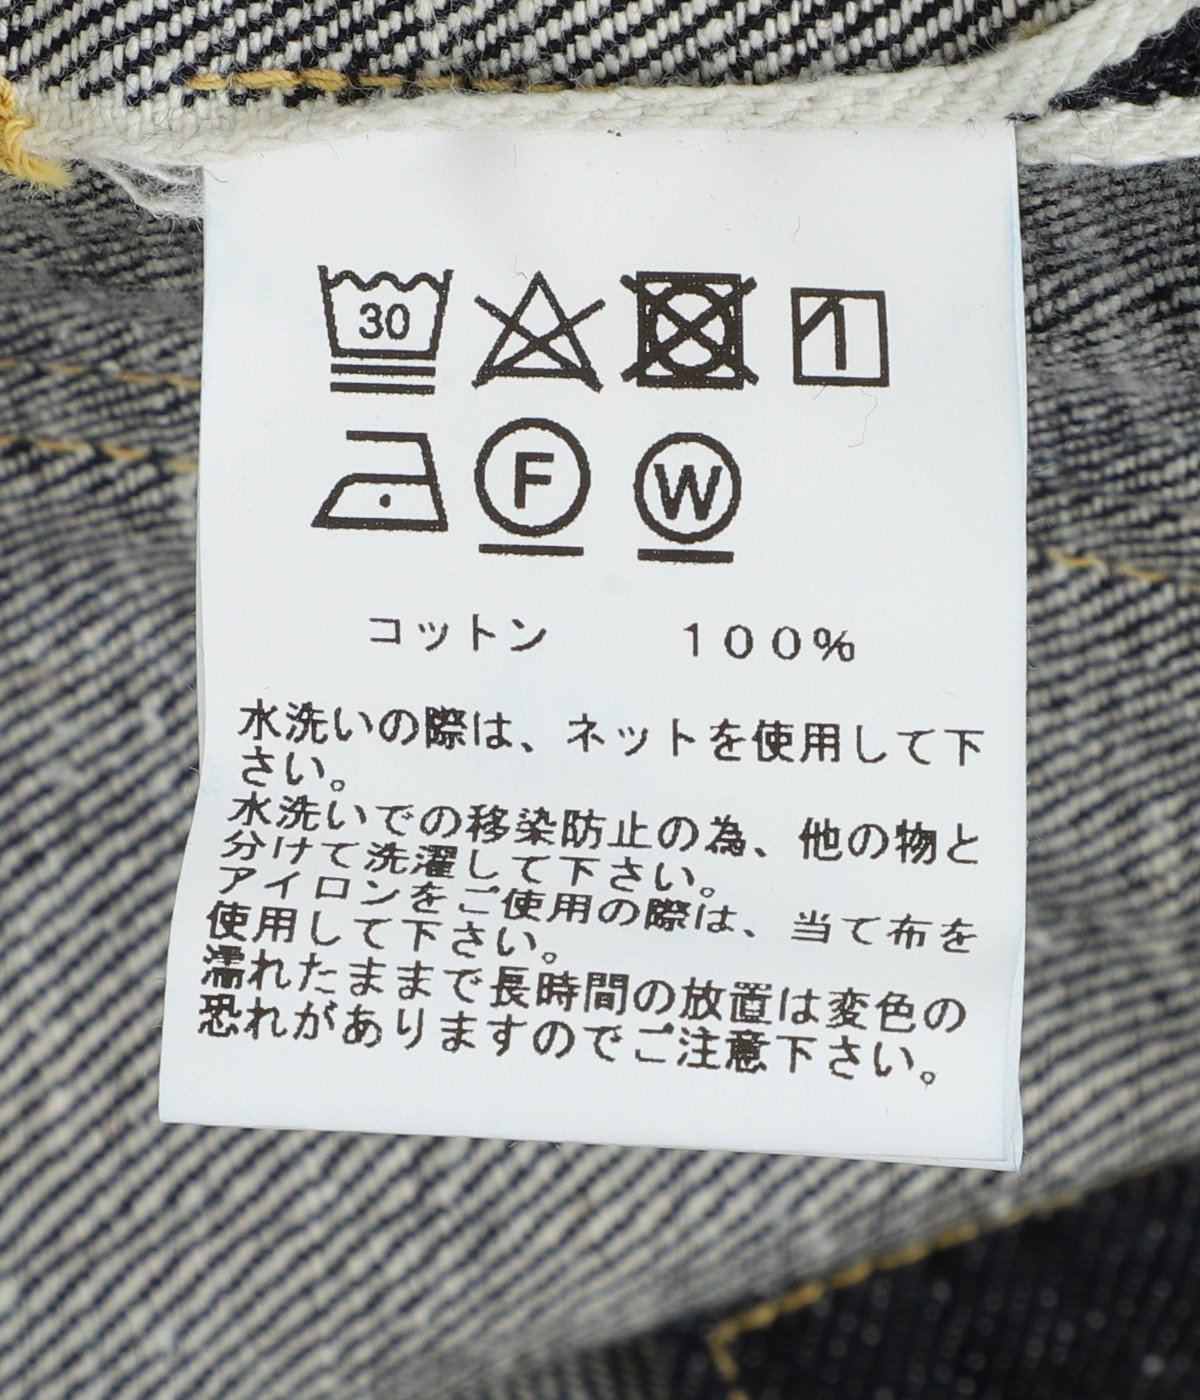 30
F W
コットン 100%
水洗いの際は、ネットを使用して下
さい。
水洗いでの移染防止の為、他の物と
分けて洗濯して下さい。
アイロンをご使用の際は、当て布を
使用して下さい。
濡れたままで長時間の放置は変色の
恐れがありますのでご注意下さい。